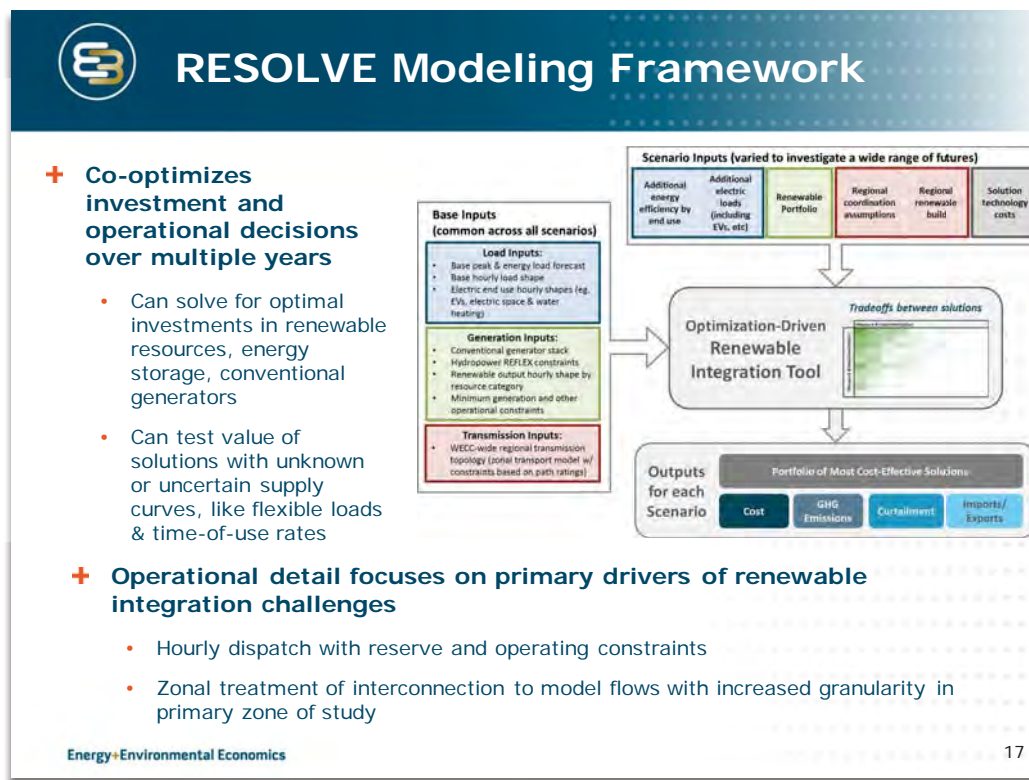 RESOLVE Modeling Framework
+ Co-optimizes
investment and
operational decisions
over multiple years
• Can solve for optimal
investments in renewable
resources, energy
storage, conventional
generators
• Can test value of
solutions with unknown
or uncertain supply
curves, like flexible loads
& time-of-use rates
Base Inputs
(common across all scenarios)
Load Inputs:
• Base peak & energy load forecast
• Base hourly load shape
• Electric end use hourly shapes (eg.
EVs, electric space & water
heating)
Generation Inputs:
• Conventional generator stack
• Hydropower REFLEX constraints
• Renewable output hourly shape by
resource category
• Minimum generation and other
operational constraints
Transmission Inputs:
• WECC-wide regional transmission
topology (zonal transport model w/
constraints based on path ratings)
Scenario Inputs (varied to investigate a wide range of futures)
Additional
energy
efficiency by
end use
Additional
electric
loads
(including
EVs, etc)
Renewable
Portfolio
Regional
coordination
assumptions
Regional
renewable
build
Solution
technology
costs
Optimization-Driven
Renewable
Integration Tool
Tradeoffs between solutions
Outputs
for each
Scenario
Portfolio of Most Cost-Effective Solutions
Cost
GHG
Emissions
Curtailment
Imports/
Exports
+ Operational detail focuses on primary drivers of renewable
integration challenges
• Hourly dispatch with reserve and operating constraints
• Zonal treatment of interconnection to model flows with increased granularity in
primary zone of study
Energy+Environmental Economics
17